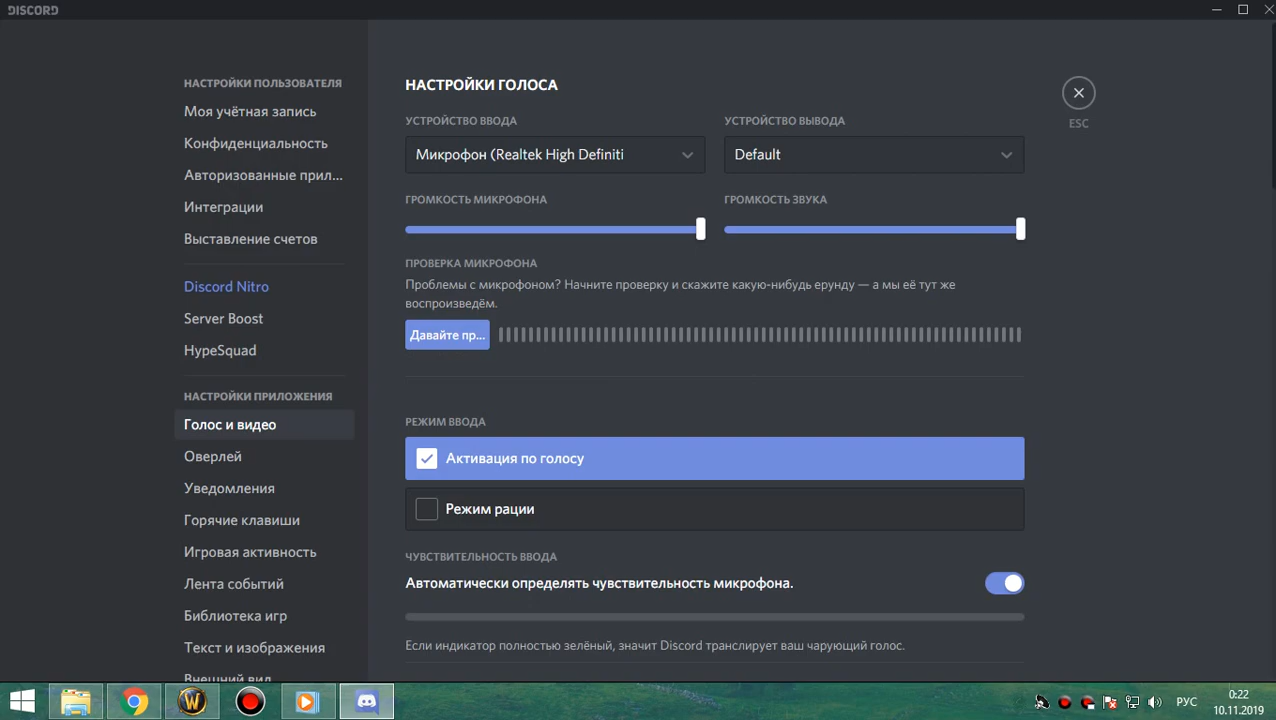 DISCORD
НАСТРОЙКИ ПОЛЬЗОВАТЕЛЯ
Моя учётная запись
Конфиденциальность
Авторизованные прил...
Интеграции
Выставление счетов
Discord Nitro
Server Boost
HypeSquad
НАСТРОЙКИ ПРИЛОЖЕНИЯ
Голос и видео
Оверлей
Уведомления
Горячие клавиши
Игровая активность
Лента событий
Библиотека игр
Текст и изображения
Внешний вид
НАСТРОЙКИ ГОЛОСА
УСТРОЙСТВО ВВОДА
УСТРОЙСТВО ВЫВОДА
Микрофон (Realtek High Definiti
Default
ГРОМКОСТЬ МИКРОФОНА
ГРОМКОСТЬ ЗВУКА
ПРОВЕРКА МИКРОФОНА
Проблемы с микрофоном? Начните проверку и скажите какую-нибудь ерунду — а мы её тут же
воспроизведём.
Давайте пр...
РЕЖИМ ВВОДА
Активация по голосу
Режим рации
ЧУВСТВИТЕЛЬНОСТЬ ВВОДА
Автоматически определять чувствительность микрофона.
Если индикатор полностью зелёный, значит Discord транслирует ваш чарующий голос.
ESC
W
РУС
0:22
10.11.2019